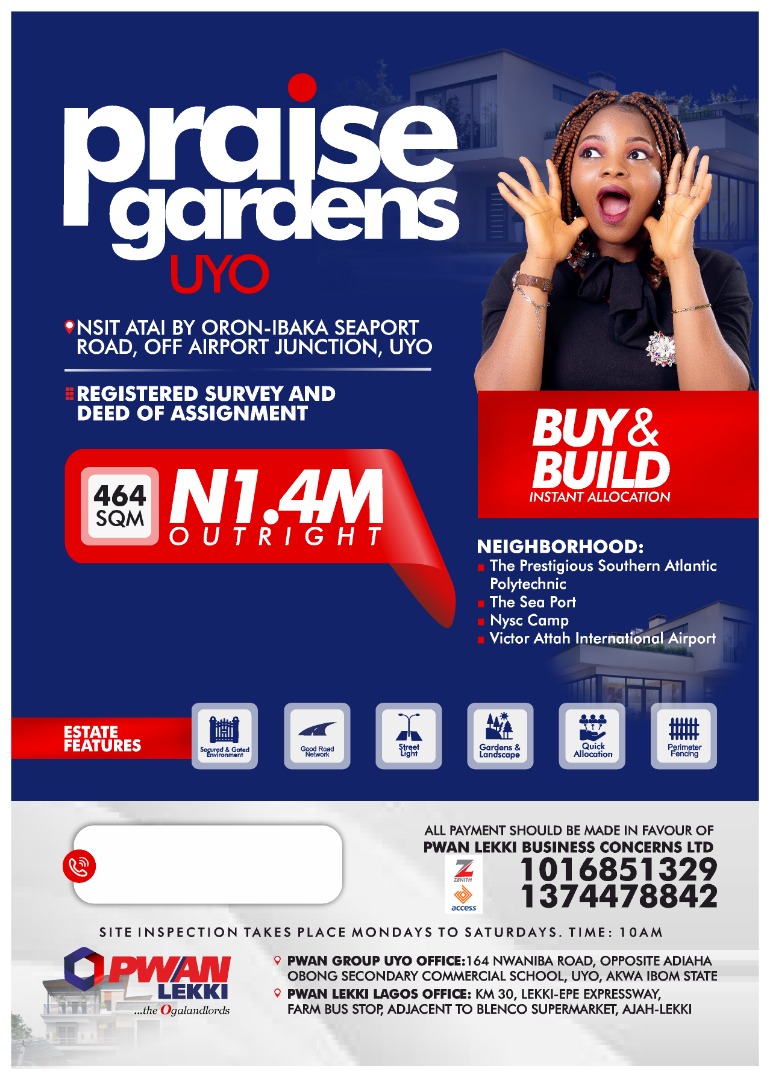 praise
gardens
UYO
NSIT ATAI BY ORON-IBAKA SEAPORT
ROAD, OFF AIRPORT JUNCTION, UYO
REGISTERED SURVEY AND
DEED OF ASSIGNMENT
464
SQM
N1.4M
OUTRIGHT
BUY &
BUILD
INSTANT ALLOCATION
NEIGHBORHOOD:
The Prestigious Southern Atlantic
Polytechnic
The Sea Port
Nysc Camp
Victor Attah International Airport
ESTATE
FEATURES
Secured & Gated
Environment
Good Road
Network
Street
Light
Gardens &
Landscape
Quick
Allocation
Perimeter
Fencing
ALL PAYMENT SHOULD BE MADE IN FAVOUR OF
PWAN LEKKI BUSINESS CONCERNS LTD
ZENITH
1016851329
access
1374478842
SITE INSPECTION TAKES PLACE MONDAYS TO SATURDAYS. TIME: 10AM
PWAN
LEKKI
...the Ogalandlords
PWAN GROUP UYO OFFICE:164 NWANIBA ROAD, OPPOSITE ADIAHA
OBONG SECONDARY COMMERCIAL SCHOOL, UYO, AKWA IBOM STATE
PWAN LEKKI LAGOS OFFICE: KM 30, LEKKI-EPE EXPRESSWAY,
FARM BUS STOP, ADJACENT TO BLENCO SUPERMARKET, AJAH-LEKKI